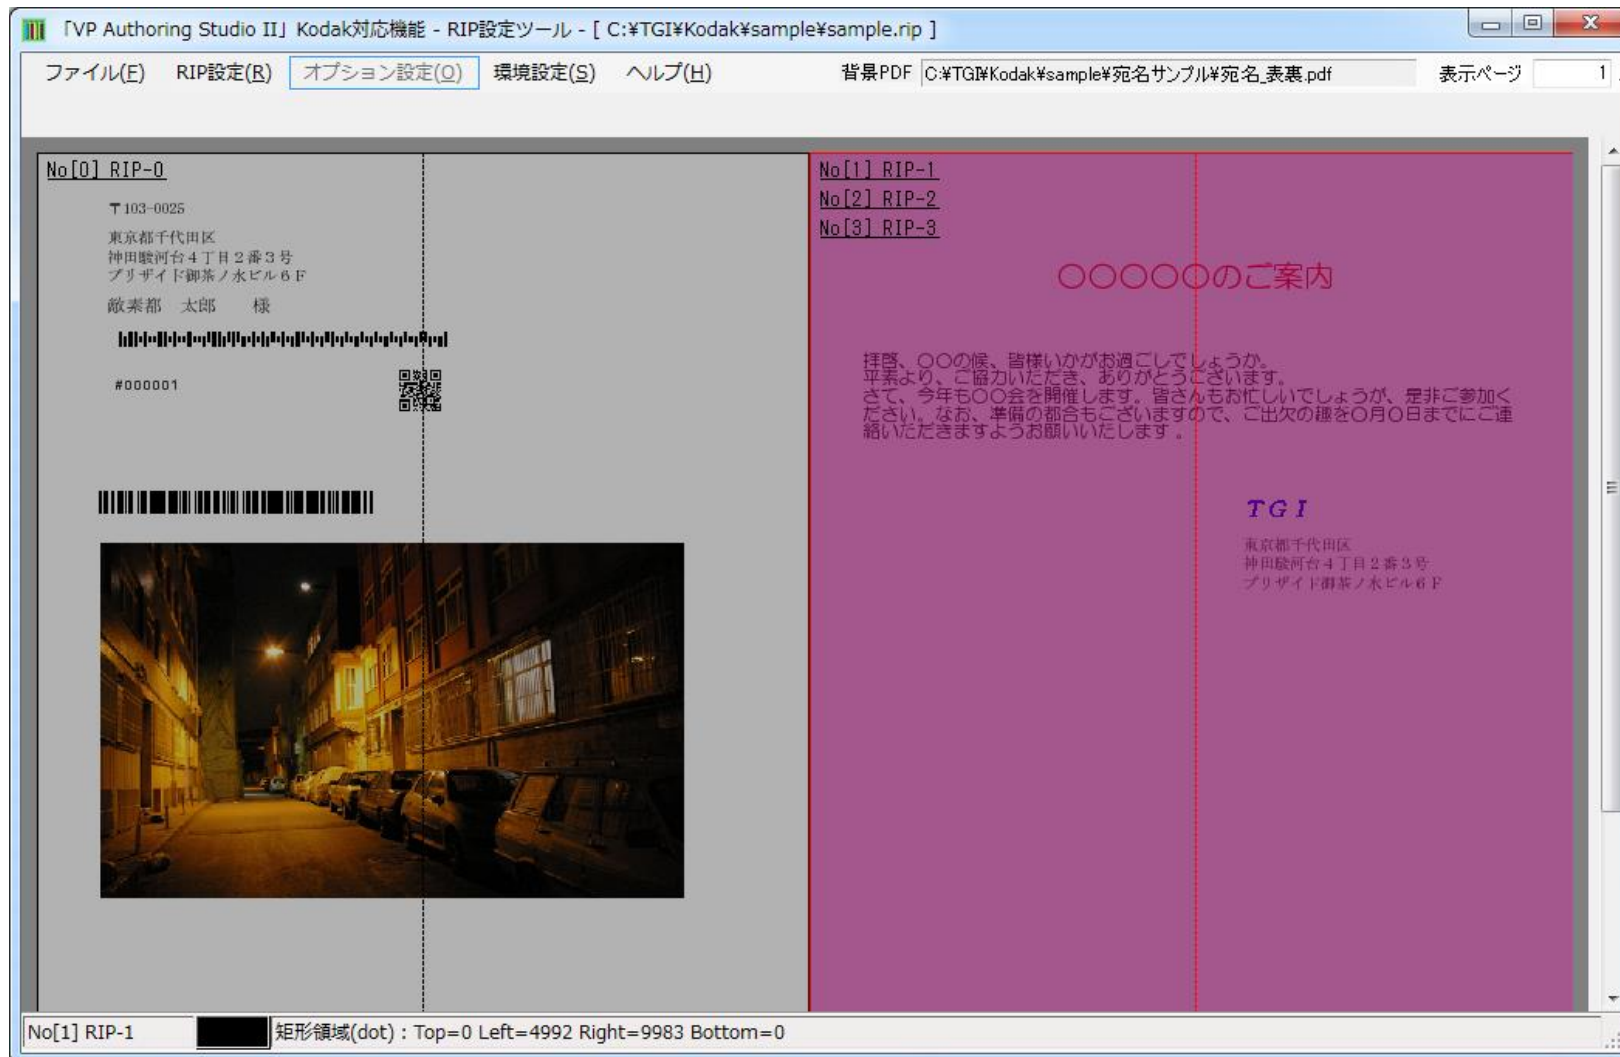 「VP Authoring Studio II」 Kodak対応機能 - RIP設定ツール - [ C:¥TGI¥Kodak¥sample¥sample.rip ]
ファイル(F) RIP設定(R) オプション設定(O) 環境設定(S) ヘルプ(H) 背景PDF C:¥TGI¥Kodak¥sample¥宛名サンプル¥宛名_表裏.pdf 表示ページ 1
No[0] RIP-0
〒103-0025
東京都千代田区
神田駿河台4丁目2番3号
プリザイド御茶ノ水ビル6F
敵素都 太郎 様
#000001
No[1] RIP-1
No[2] RIP-2
No[3] RIP-3
〇〇〇〇〇のご案内
拝啓、〇〇の候、皆様いかがお過ごしでしょうか。
平素より、ご協力いただき、ありがとうございます。
さて、今年も〇〇会を開催します。皆さんもお忙しいでしょうが、是非ご参加く
ださい。なお、準備の都合もございますので、ご出欠の趣を〇月〇日までにご連
絡いただきますようお願いいたします。
TGI
東京都千代田区
神田駿河台4丁目2番3号
プリザイド御茶ノ水ビル6F
No[1] RIP-1 矩形領域(dot) : Top=0 Left=4992 Right=9983 Bottom=0